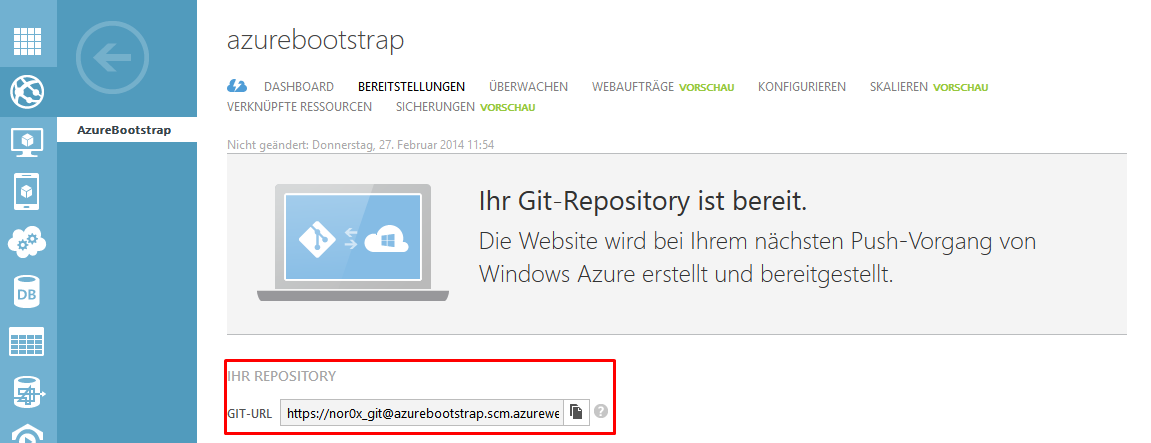 azurebootstrap
DASHBOARD BEREITSTELLUNGEN ÜBERWACHEN WEBAUFTRÄGE VORSCHAU KONFIGURIEREN SKALIEREN VORSCHAU
VERKNÜPFTE RESSOURCEN SICHERUNGEN VORSCHAU
AzureBootstrap
Nicht geändert: Donnerstag, 27. Februar 2014 11:54
Ihr Git-Repository ist bereit.
Die Website wird bei Ihrem nächsten Push-Vorgang von
Windows Azure erstellt und bereitgestellt.
DB
IHR REPOSITORY
GIT-URL https://nor0x_git@azurebootstrap.scm.azurewe ?